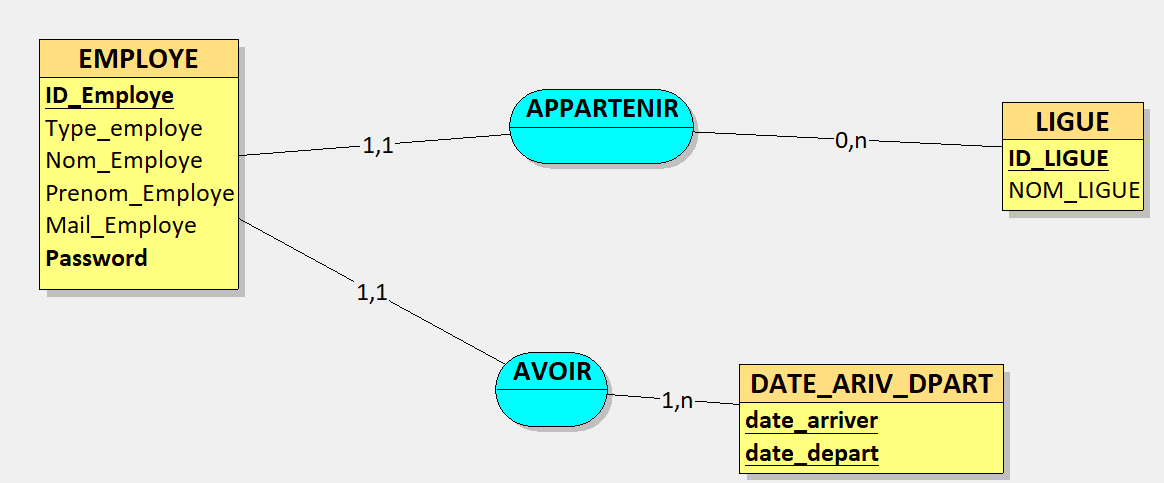 EMPLOYE
ID_Employe
Type_employe
Nom_Employe
Prenom_Employe
Mail_Employe
Password
1,1
APPARTENIR
0,n
LIGUE
ID_LIGUE
NOM_LIGUE
1,1
AVOIR
1,n
DATE_ARIV_DPART
date_arriver
date_depart